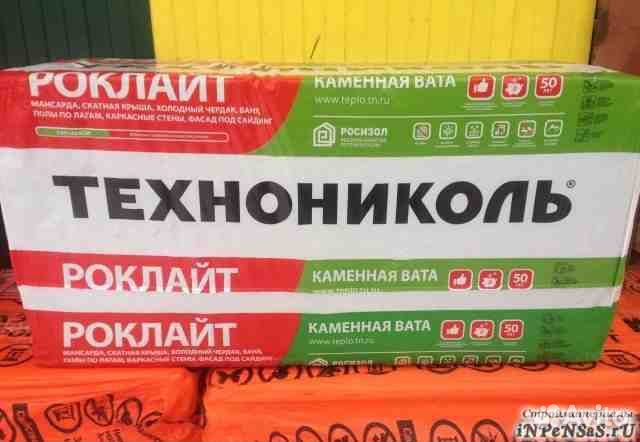 РОКЛАЙТ
КАМЕННАЯ ВАТА
МАНСАРДА, СКАТНАЯ КРЫША, ХОЛОДНЫЙ ЧЕРДАК, БАНЯ,
ПОЛЫ ПО ЛАГАМ, КАРКАСНЫЕ СТЕНЫ, ФАСАД ПОД САЙДИНГ
www.teplo.tn.ru
50 ЛЕТ
РОСИЗОЛ
ТЕХНОНИКОЛЬ®
РОКЛАЙТ
КАМЕННАЯ ВАТА
www.teplo.tn.ru
50
РОКЛАЙТ
КАМЕННАЯ ВАТА
www.teplo.tn.ru
50
МАНСАРДА, СКАТНАЯ КРЫША, ХОЛОДНЫЙ ЧЕРДАК, БАНЯ,
ПОЛЫ ПО ЛАГАМ, КАРКАСНЫЕ СТЕНЫ, ФАСАД ПОД САЙДИНГ
РОСИЗОЛ
iNPeNSaS.rU